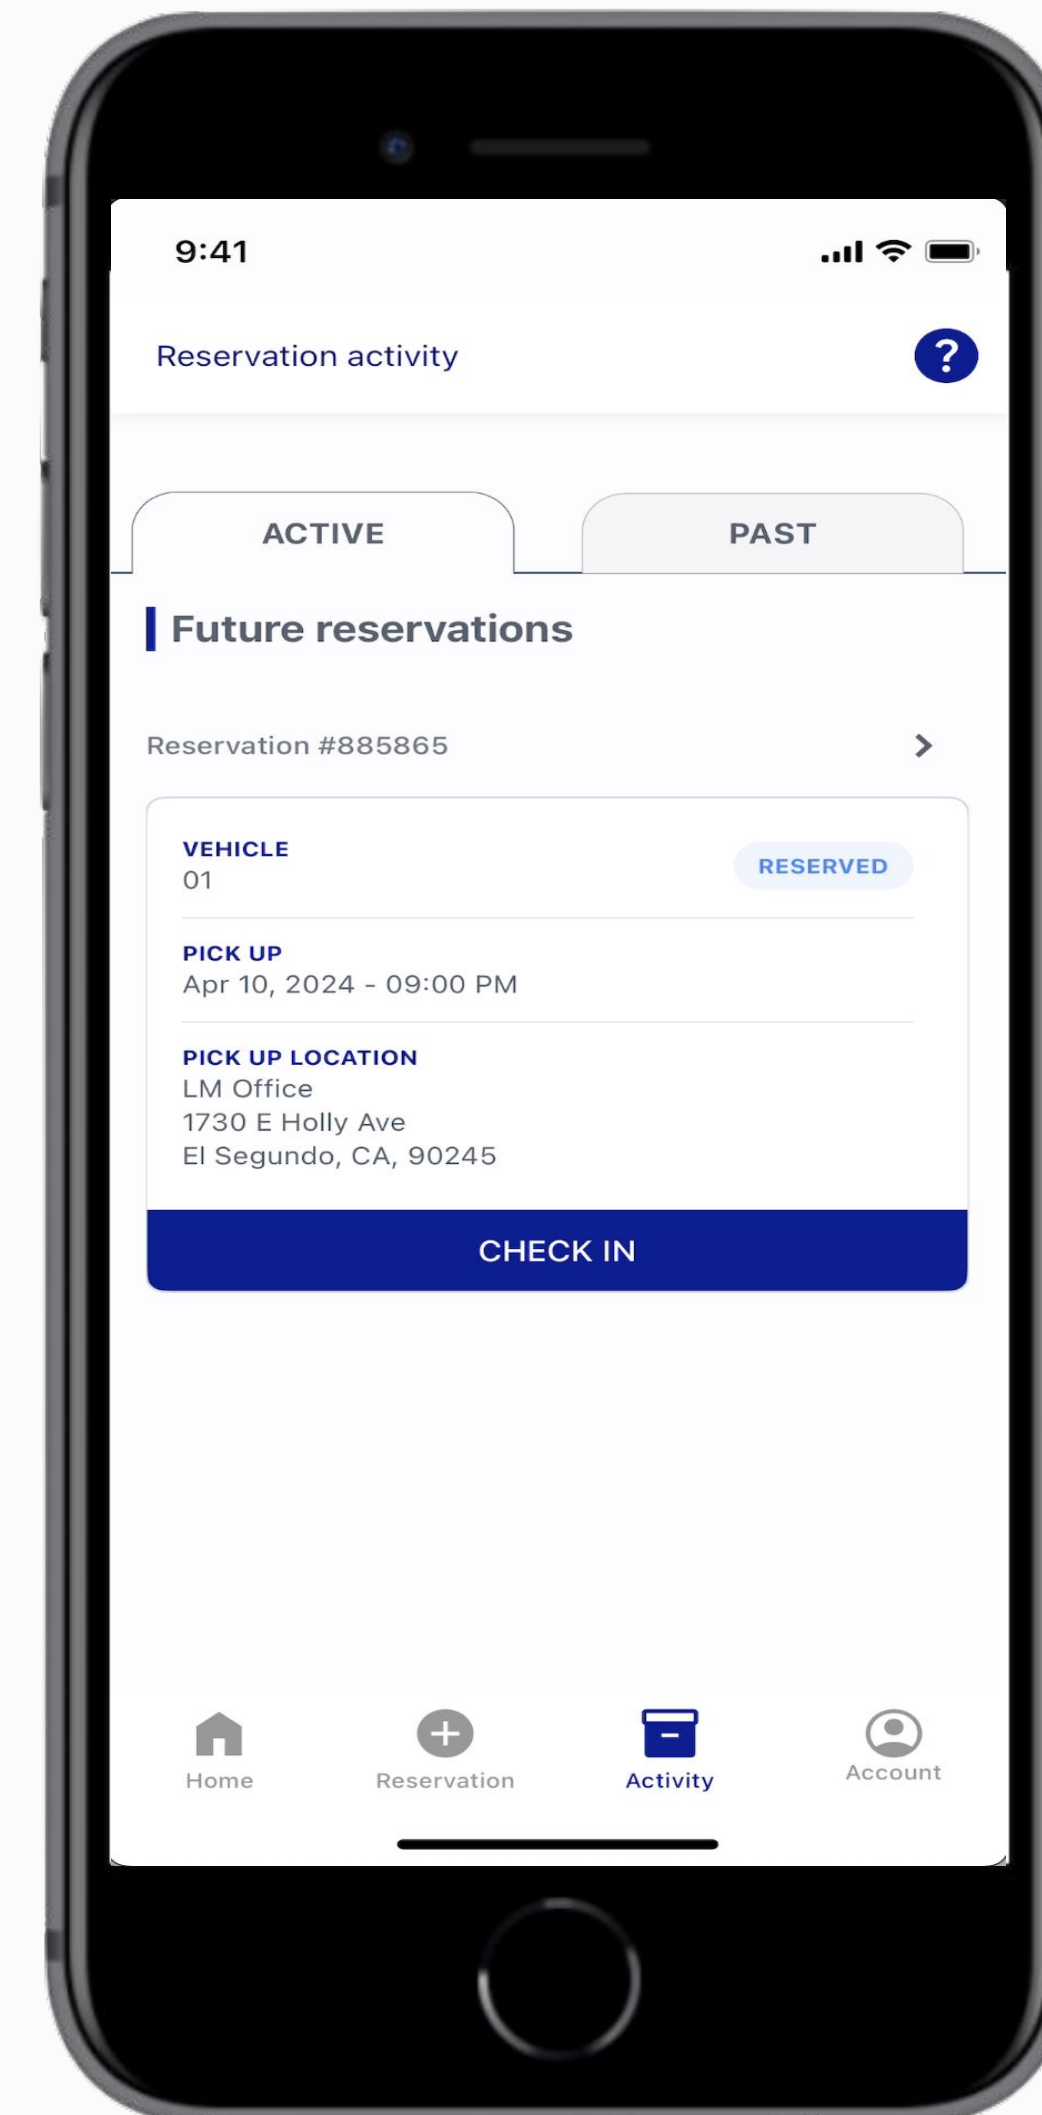 9:41
Reservation activity
?
ACTIVE
PAST
Future reservations
Reservation #885865
VEHICLE
01
RESERVED
PICK UP
Apr 10, 2024 - 09:00 PM
PICK UP LOCATION
LM Office
1730 E Holly Ave
El Segundo, CA, 90245
CHECK IN
Home
Reservation
Activity
Account